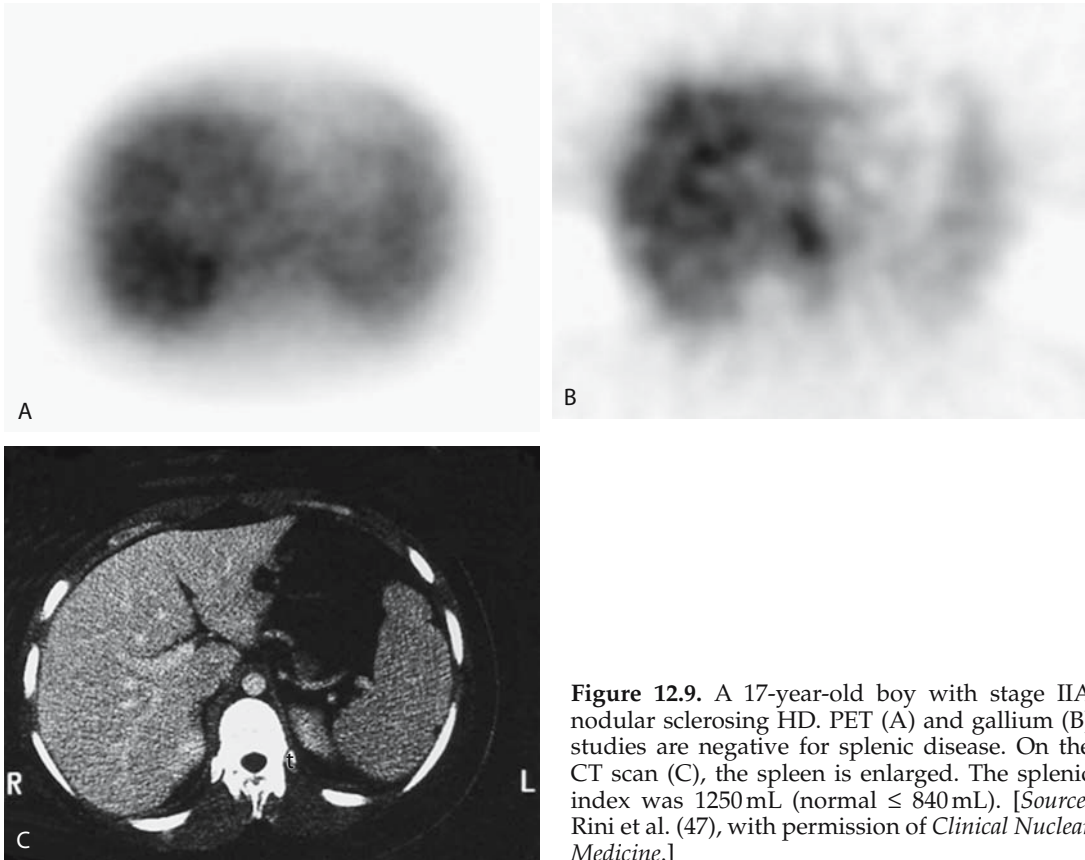 A
B
R
t
L
C
Figure 12.9. A 17-year-old boy with stage IIA
nodular sclerosing HD. PET (A) and gallium (B
studies are negative for splenic disease. On the
CT scan (C), the spleen is enlarged. The splenic
index was 1250 mL (normal ≤ 840 mL). [Source
Rini et al. (47), with permission of Clinical Nuclear
Medicine.]